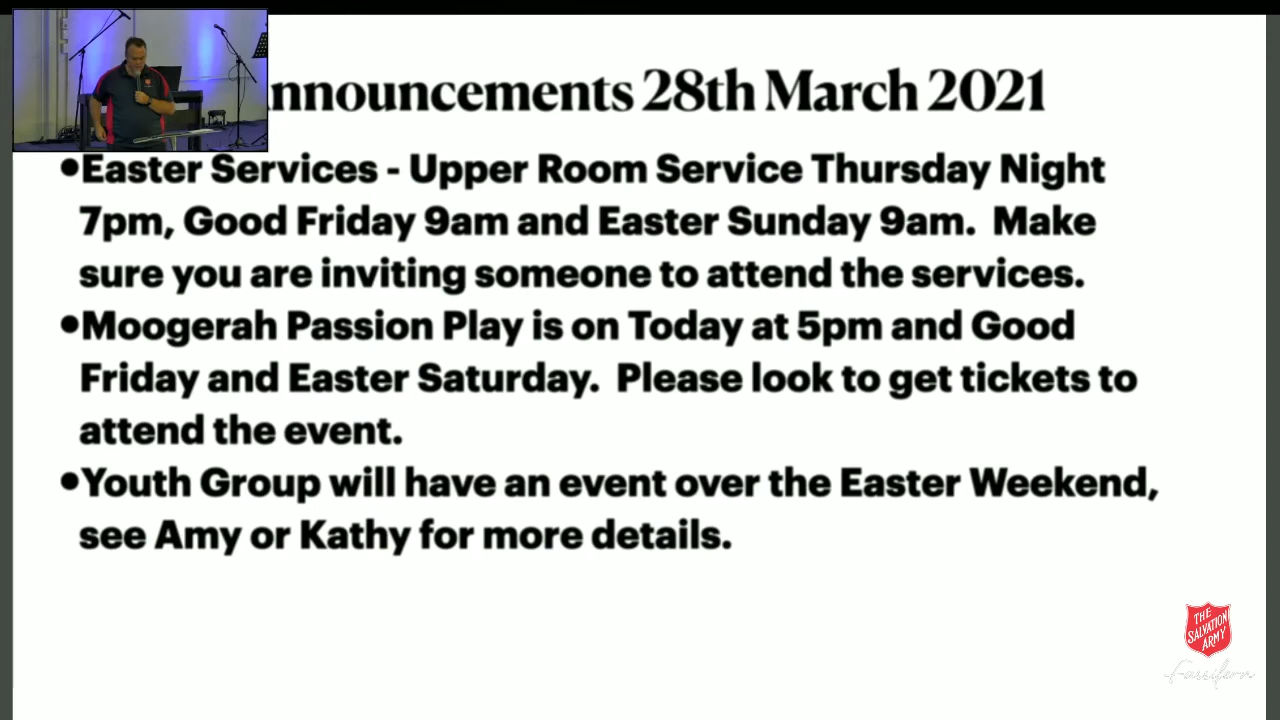 nnouncements 28th March 2021
•Easter Services - Upper Room Service Thursday Night
7pm, Good Friday 9am and Easter Sunday 9am. Make
sure you are inviting someone to attend the services.
•Moogerah Passion Play is on Today at 5pm and Good
Friday and Easter Saturday. Please look to get tickets to
attend the event.
•Youth Group will have an event over the Easter Weekend,
see Amy or Kathy for more details.
THE
SALVATION
ARMY
Fassifern